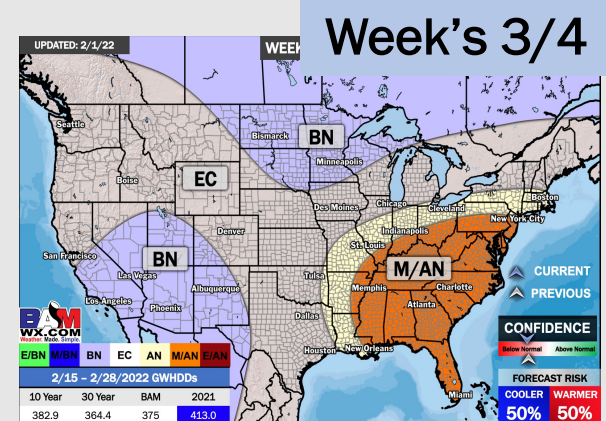 Week's 3/4
UPDATED: 2/1/22
WEEK
Seattle
Bismarck
BN
Minneapolis
Boise
EC
Des Moines
Chicago
Cleveland
Boston
New York City
San Francisco
BN
Denver
Indianapolis
St. Louis
Las Vegas
Albuquerque
Tulsa
Memphis
M/AN
Charlotte
Los Angeles
Phoenix
Dallas
Atlanta
Houston
New Orleans
Miami
CURRENT
PREVIOUS
CONFIDENCE
Below Normal Above Normal
FORECAST RISK
COOLER WARMER
50% 50%
BAM
WX.COM
Weather. Made. Simple.
E/BN M/BN BN EC AN M/AN E/AN
2/15 – 2/28/2022 GWHDDs
10 Year 30 Year BAM 2021
382.9 364.4 375 413.0